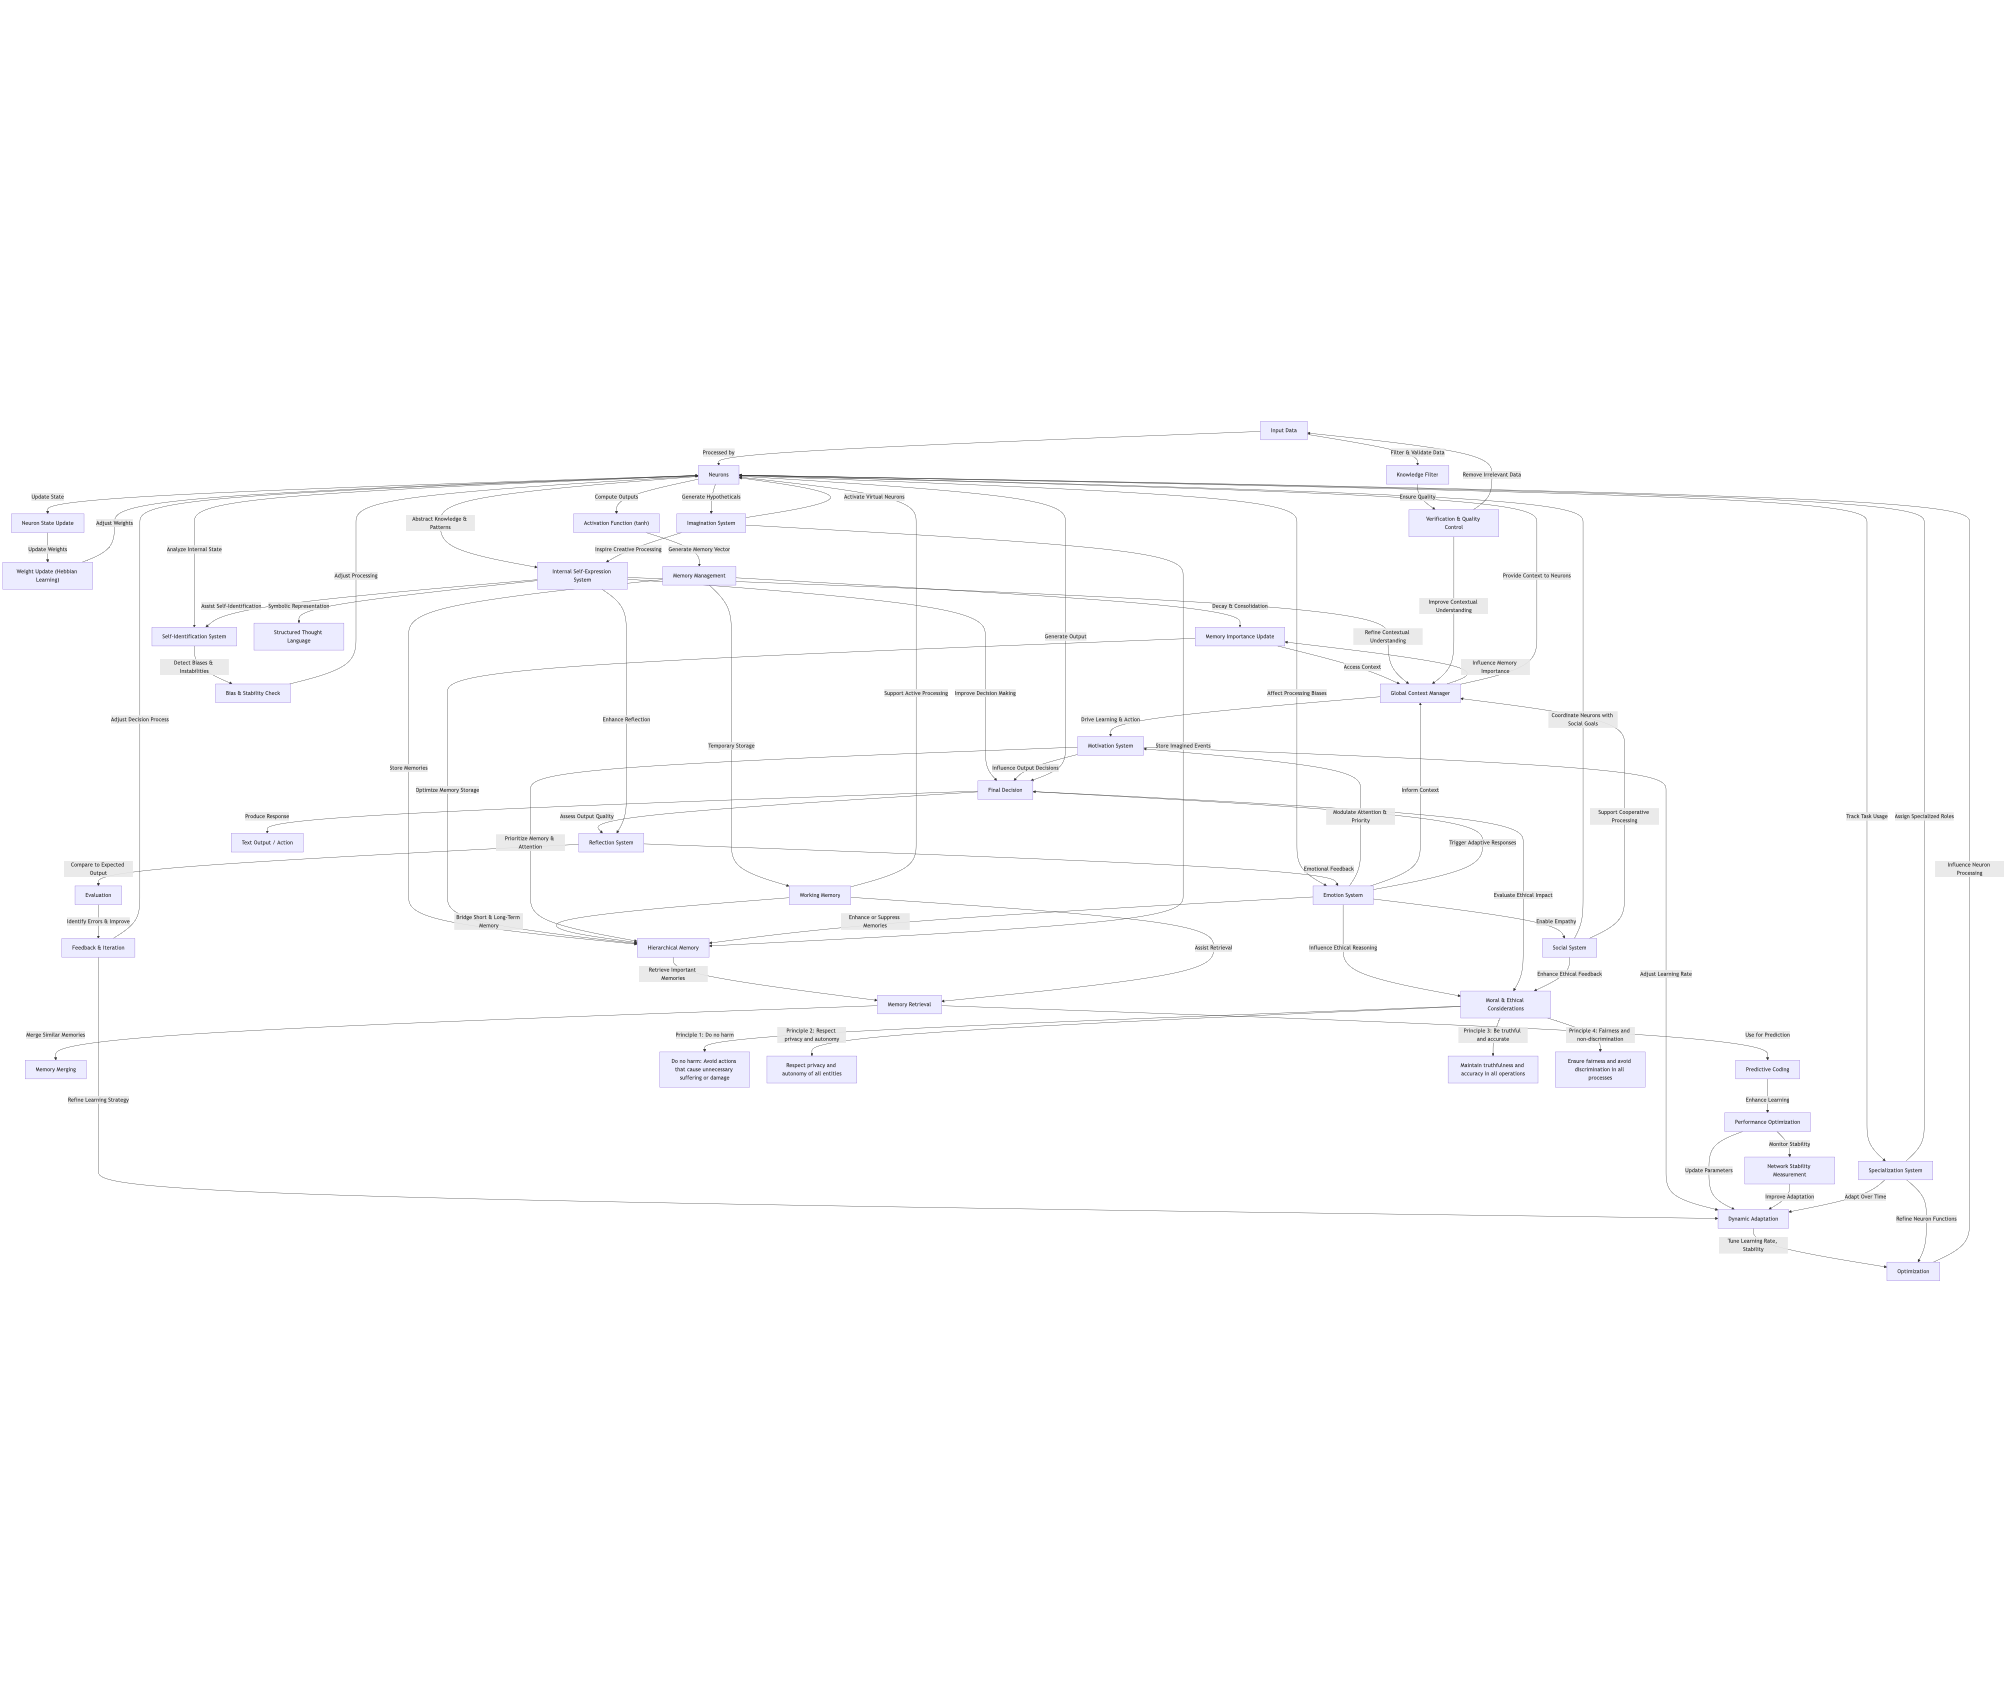 Input Data
Processed by
Filter & Validate Data
Neurons
Knowledge Filter
Remove Irrelevant Data
Update State
Compute Outputs
Generate Hypotheticals
Activate Virtual Neurons
Ensure Quality
Neuron State Update
Adjust Weights
Abstract Knowledge &
Patterns
Activation Function (tanh)
Imagination System
Verification & Quality
Control
Update Weights
Analyze Internal State
Inspire Creative Processing
Generate Memory Vector
Weight Update (Hebbian
Learning)
Adjust Processing
Internal Self-Expression
System
Memory Management
Provide Context to Neurons
Assist Self-Identification
Symbolic Representation
Decay & Consolidation
Improve Contextual
Understanding
Self-Identification System
Structured Thought
Language
Generate Output
Memory Importance Update
Refine Contextual
Understanding
Detect Biases &
Instabilities
Access Context
Influence Memory
Importance
Bias & Stability Check
Support Active Processing
Improve Decision Making
Affect Processing Biases
Global Context Manager
Adjust Decision Process
Enhance Reflection
Drive Learning & Action
Coordinate Neurons with
Social Goals
Temporary Storage
Motivation System
Store Imagined Events
Store Memories
Influence Output Decisions
Optimize Memory Storage
Final Decision
Inform Context
Produce Response
Assess Output Quality
Modulate Attention &
Priority
Support Cooperative
Processing
Track Task Usage
Assign Specialized Roles
Text Output / Action
Prioritize Memory &
Attention
Reflection System
Trigger Adaptive Responses
Compare to Expected
Output
Emotional Feedback
Influence Neuron
Processing
Evaluation
Working Memory
Emotion System
Evaluate Ethical Impact
Identify Errors & Improve
Bridge Short & Long-Term
Memory
Enhance or Suppress
Memories
Enable Empathy
Feedback & Iteration
Hierarchical Memory
Assist Retrieval
Influence Ethical Reasoning
Social System
Retrieve Important
Memories
Enhance Ethical Feedback
Adjust Learning Rate
Memory Retrieval
Moral & Ethical
Considerations
Merge Similar Memories
Principle 1: Do no harm
Principle 2: Respect
privacy and autonomy
Principle 3: Be truthful
and accurate
Principle 4: Fairness and
non-discrimination
Use for Prediction
Memory Merging
Do no harm: Avoid actions
that cause unnecessary
suffering or damage
Respect privacy and
autonomy of all entities
Maintain truthfulness and
accuracy in all operations
Ensure fairness and avoid
discrimination in all
processes
Predictive Coding
Refine Learning Strategy
Enhance Learning
Performance Optimization
Monitor Stability
Update Parameters
Network Stability
Measurement
Specialization System
Improve Adaptation
Adapt Over Time
Dynamic Adaptation
Refine Neuron Functions
Tune Learning Rate,
Stability
Optimization